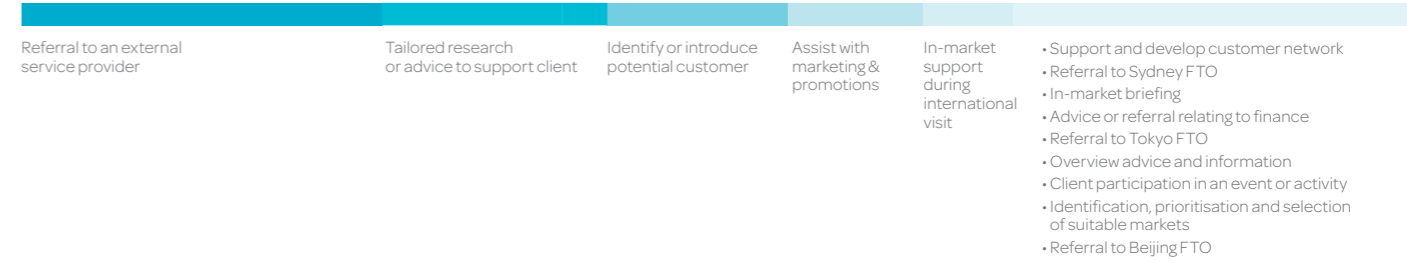 Referral to an external
service provider
Tailored research
or advice to support client
Identify or introduce
potential customer
Assist with
marketing &
promotions
In-market
support
during
international
visit
• Support and develop customer network
• Referral to Sydney FTO
• In-market briefing
• Advice or referral relating to finance
• Referral to Tokyo FTO
• Overview advice and information
• Client participation in an event or activity
• Identification, prioritisation and selection
of suitable markets
• Referral to Beijing FTO